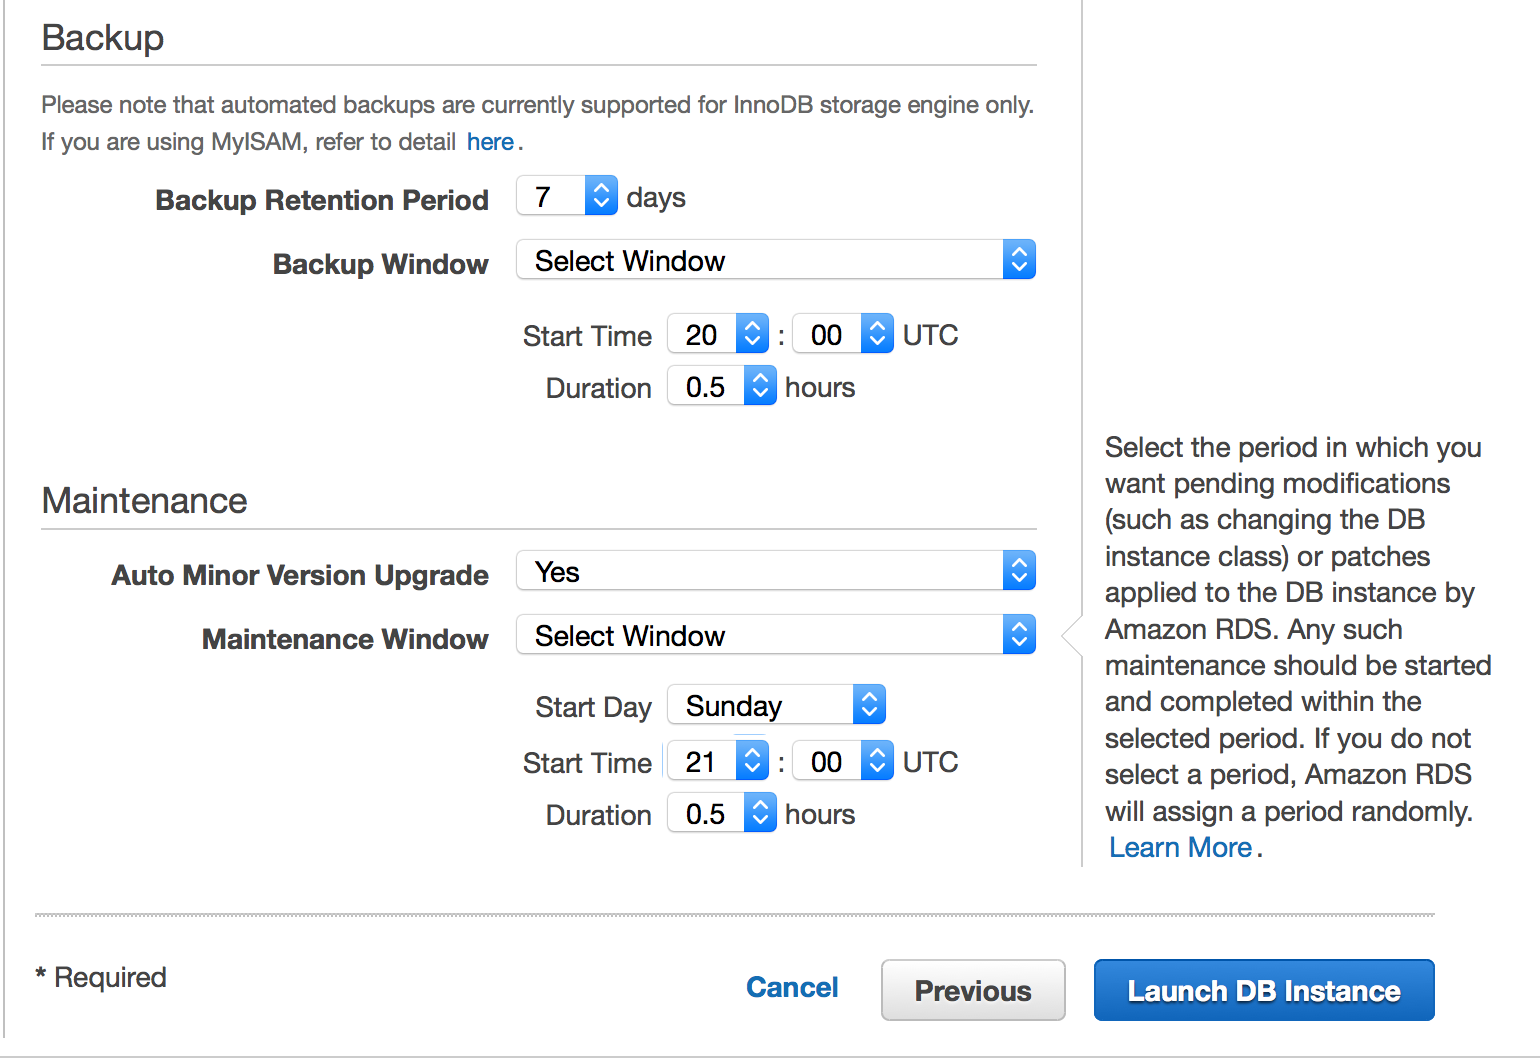 Backup
Please note that automated backups are currently supported for InnoDB storage engine only.
If you are using MyISAM, refer to detail here.
Backup Retention Period 7 days
Backup Window Select Window
Start Time 20 : 00 UTC
Duration 0.5 hours
Maintenance
Auto Minor Version Upgrade Yes
Maintenance Window Select Window
Start Day Sunday
Start Time 21 : 00 UTC
Duration 0.5 hours
Select the period in which you
want pending modifications
(such as changing the DB
instance class) or patches
applied to the DB instance by
Amazon RDS. Any such
maintenance should be started
and completed within the
selected period. If you do not
select a period, Amazon RDS
will assign a period randomly.
Learn More.
* Required
Cancel Previous Launch DB Instance